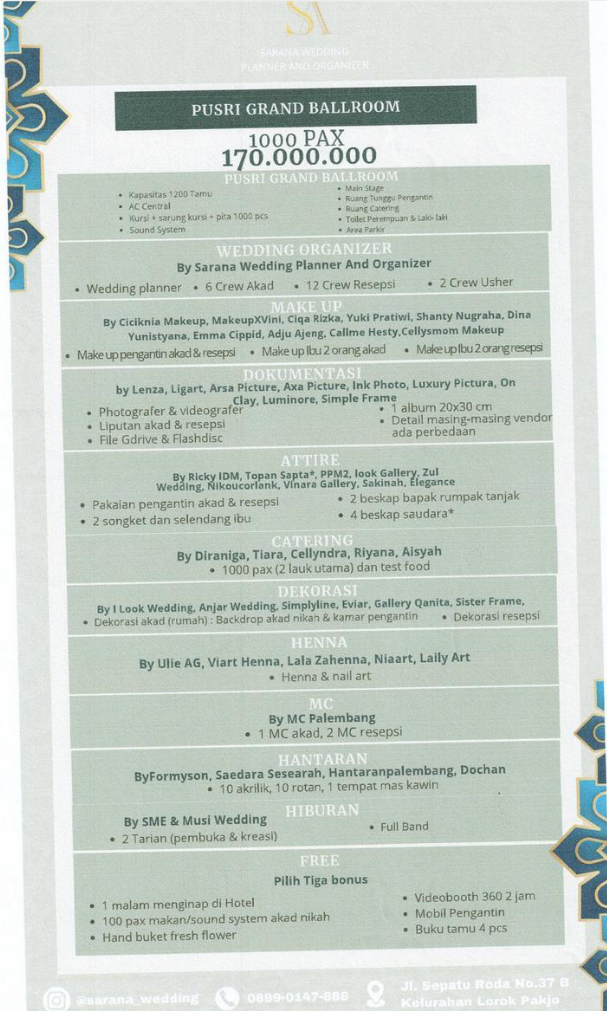 SA
SARANA WEDDING
PLANNER AND ORGANIZER
PUSRI GRAND BALLROOM
1000 PAX
170.000.000
PUSRI GRAND BALLROOM
• Kapasitas 1200 Tamu
• AC Central
• Kursi + sarung kursi + pita 1000 pcs
• Sound System
• Main Stage
• Ruang Tunggu Pengantin
• Ruang Catering
• Toilet Perempuan & Laki- laki
• Area Parkir
WEDDING ORGANIZER
By Sarana Wedding Planner And Organizer
• Wedding planner • 6 Crew Akad • 12 Crew Resepsi • 2 Crew Usher
MAKE UP
By Ciciknia Makeup, MakeupXVini, Ciqa Rizka, Yuki Pratiwi, Shanty Nugraha, Dina
Yunistyana, Emma Cippid, Adju Ajeng, Callme Hesty,Cellysmom Makeup
• Make up pengantin akad & resepsi • Make up Ibu 2 orang akad • Make up Ibu 2 orang resepsi
DOKUMENTASI
by Lenza, Ligart, Arsa Picture, Axa Picture, Ink Photo, Luxury Pictura, On
Clay, Luminore, Simple Frame
• Photografer & videografer
• Liputan akad & resepsi
• File Gdrive & Flashdisc
• 1 album 20x30 cm
• Detail masing-masing vendor
ada perbedaan
ATTIRE
By Ricky IDM, Topan Sapta*, PPM2, look Gallery, Zul
Wedding, Nikoucorlank, Vinara Gallery, Sakinah, Elegance
• Pakaian pengantin akad & resepsi
• 2 songket dan selendang ibu
• 2 beskap bapak rumpak tanjak
• 4 beskap saudara*
CATERING
By Diraniga, Tiara, Cellyndra, Riyana, Aisyah
• 1000 pax (2 lauk utama) dan test food
DEKORASI
By I Look Wedding, Anjar Wedding, Simplyline, Eviar, Gallery Qanita, Sister Frame,
• Dekorasi akad (rumah) : Backdrop akad nikah & kamar pengantin • Dekorasi resepsi
HENNA
By Ulie AG, Viart Henna, Lala Zahenna, Niaart, Laily Art
• Henna & nail art
MC
By MC Palembang
• 1 MC akad, 2 MC resepsi
HANTARAN
ByFormyson, Saedara Sesearah, Hantaranpalembang, Dochan
• 10 akrilik, 10 rotan, 1 tempat mas kawin
HIBURAN
By SME & Musi Wedding
• 2 Tarian (pembuka & kreasi)
• Full Band
FREE
Pilih Tiga bonus
• 1 malam menginap di Hotel
• 100 pax makan/sound system akad nikah
• Hand buket fresh flower
• Videobooth 360 2 jam
• Mobil Pengantin
• Buku tamu 4 pcs
@sarana_wedding
0899-0147-686
Jl. Sepatu Roda No.37 B
Kelurahan Lorok Pakjo